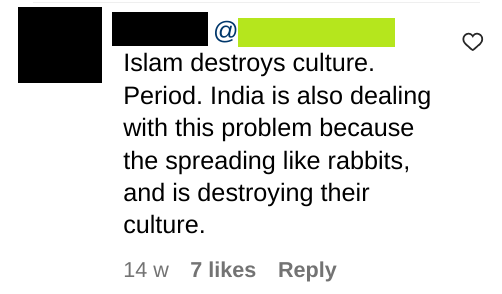 @
Islam destroys culture.
Period. India is also dealing
with this problem because
the spreading like rabbits,
and is destroying their
culture.
14 w 7 likes Reply